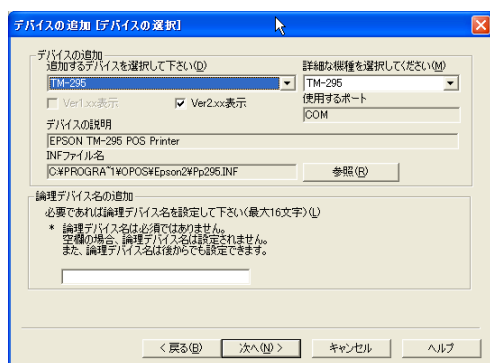 デバイスの追加 [デバイスの選択]
デバイスの追加
追加するデバイスを選択して下さい(D)
詳細な機種を選択してください(M)
TM-295
TM-295
Ver1.xx表示
Ver2.xx表示
使用するポート
COM
デバイスの説明
EPSON TM-295 POS Printer
INFファイル名
C:¥PROGRA~1¥OPOS¥Epson2¥Pp295.INF
参照(R)
論理デバイス名の追加
必要であれば論理デバイス名を設定して下さい(最大16文字)(L)
* 論理デバイス名は必須ではありません。
空欄の場合、論理デバイス名は設定されません。
また、論理デバイス名は後からでも設定できます。
< 戻る(B)
次へ(N) >
キャンセル
ヘルプ